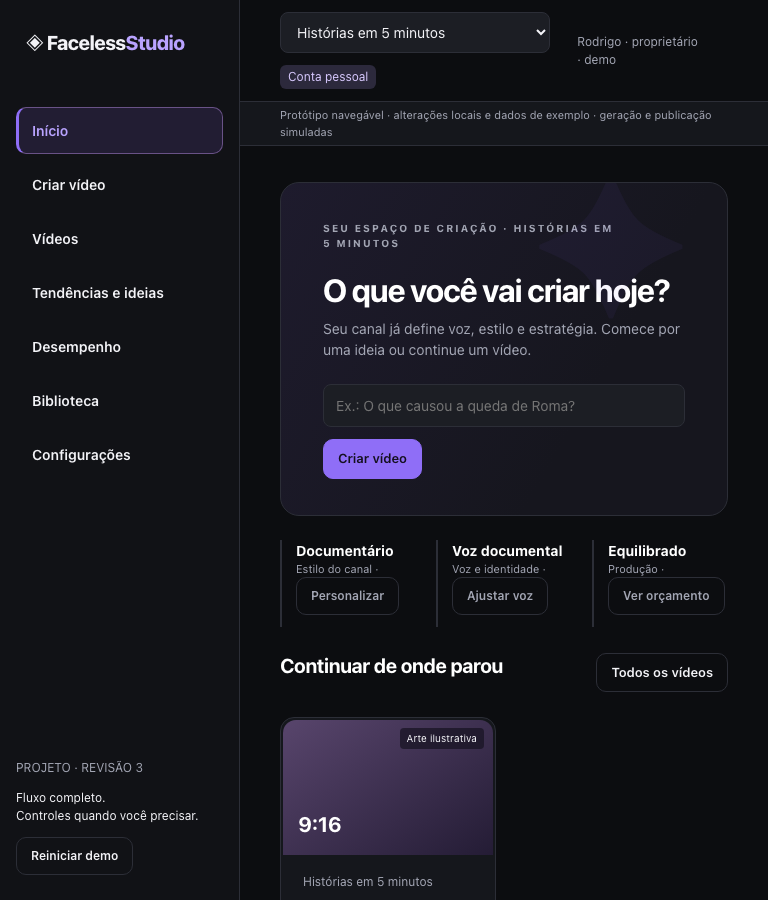 FacelessStudio
Início
Criar vídeo
Vídeos
Tendências e ideias
Desempenho
Biblioteca
Configurações
PROJETO · REVISÃO 3
Fluxo completo.
Controles quando você precisar.
Reiniciar demo
Histórias em 5 minutos
Conta pessoal
Rodrigo · proprietário
· demo
Protótipo navegável · alterações locais e dados de exemplo · geração e publicação
simuladas
SEU ESPAÇO DE CRIAÇÃO · HISTÓRIAS EM
5 MINUTOS
O que você vai criar hoje?
Seu canal já define voz, estilo e estratégia. Comece por
uma ideia ou continue um vídeo.
Ex.: O que causou a queda de Roma?
Criar vídeo
Documentário
Estilo do canal ·
Personalizar
Voz documental
Voz e identidade ·
Ajustar voz
Equilibrado
Produção ·
Ver orçamento
Continuar de onde parou
Todos os vídeos
Arte ilustrativa
9:16
Histórias em 5 minutos